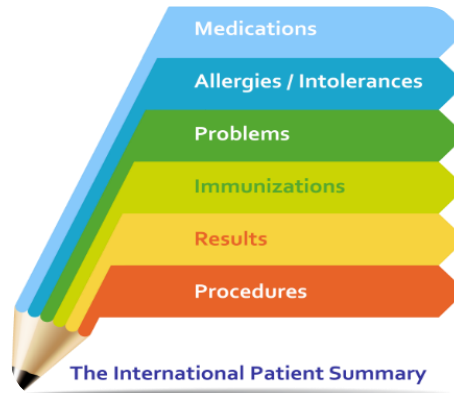 Medications
Allergies / Intolerances
Problems
Immunizations
Results
Procedures
The International Patient Summary